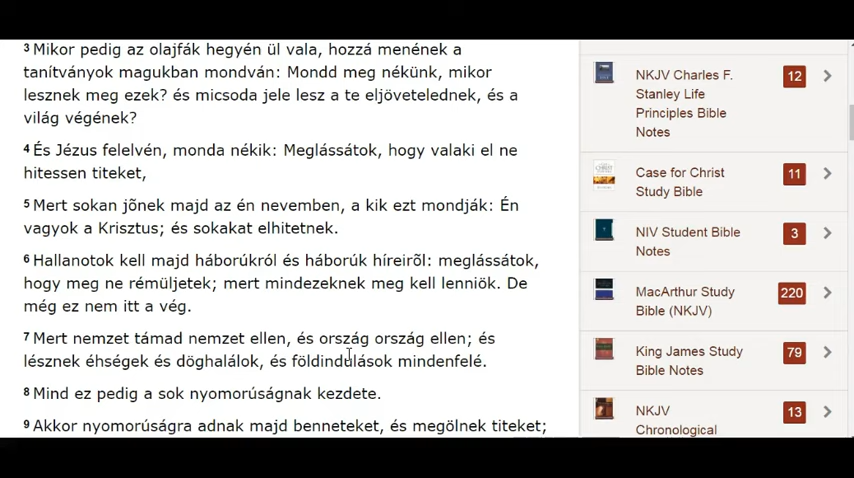 3 Mikor pedig az olajfák hegyén ül vala, hozzá menének a
tanítványok magukban mondván: Mondd meg nékünk, mikor
lesznek meg ezek? és micsoda jele lesz a te eljövetelednek, és a
világ végének?
4 És Jézus felelvén, monda nékik: Meglássátok, hogy valaki el ne
hitessen titeket,
5 Mert sokan jõnek majd az én nevemben, a kik ezt mondják: Én
vagyok a Krisztus; és sokakat elhitetnek.
6 Hallanotok kell majd háborúkról és háborúk híreirõl: meglássátok,
hogy meg ne rémüljetek; mert mindezeknek meg kell lenniök. De
még ez nem itt a vég.
7 Mert nemzet támad nemzet ellen, és ország ország ellen; és
lésznek éhségek és döghalálok, és földindulások mindenfelé.
8 Mind ez pedig a sok nyomorúságnak kezdete.
9 Akkor nyomorúságra adnak majd benneteket, és megölnek titeket;
NKJV Charles F.
Stanley Life
Principles Bible
Notes
12
Case for Christ
Study Bible
11
NIV Student Bible
Notes
3
MacArthur Study
Bible (NKJV)
220
King James Study
Bible Notes
79
NKJV
Chronological
13